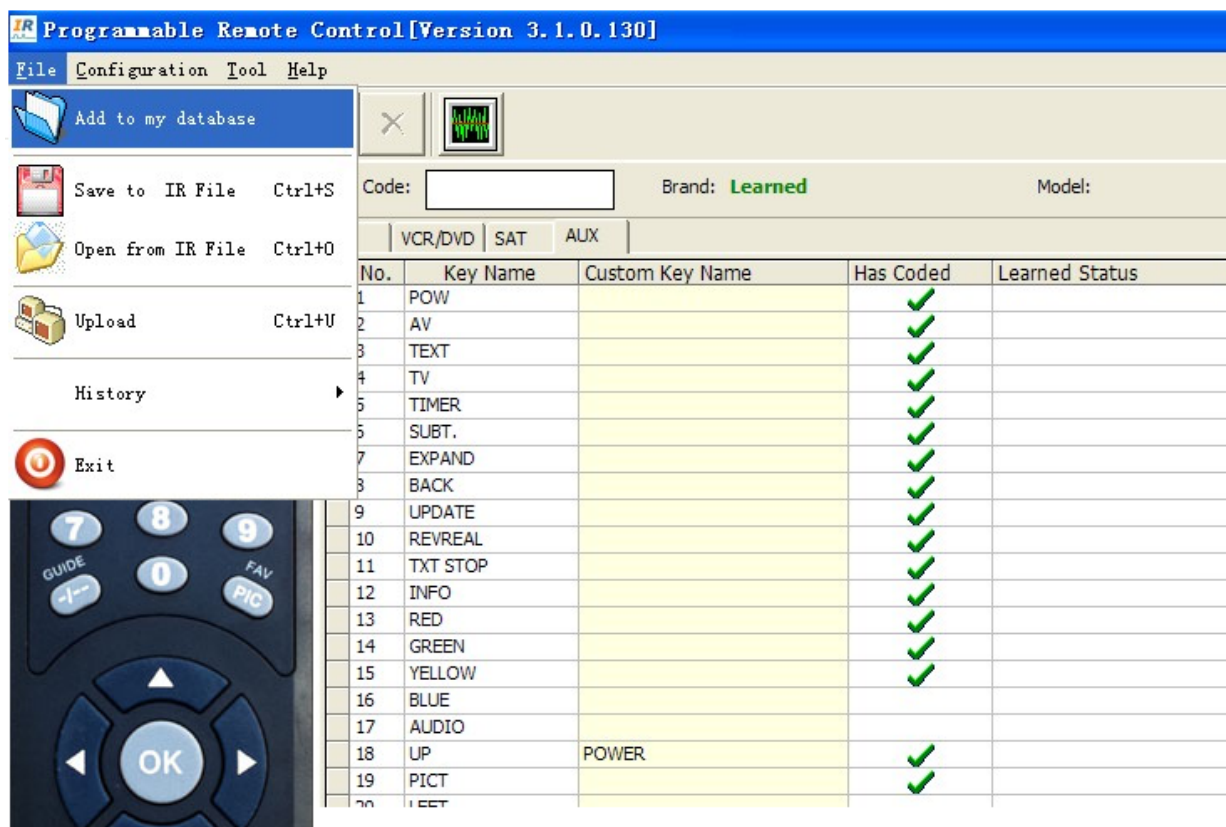 IR Programmable Remote Control[Version 3.1.0.130]
File Configuration Tool Help
Add to my database
Save to IR File Ctrl+S
Open from IR File Ctrl+O
Upload Ctrl+U
History
Exit
Code: Brand: Learned Model:
VCR/DVD SAT AUX
No. Key Name Custom Key Name Has Coded Learned Status
1 POW
2 AV
3 TEXT
4 TV
5 TIMER
6 SUBT.
7 EXPAND
8 BACK
9 UPDATE
10 REVREAL
11 TXT STOP
12 INFO
13 RED
14 GREEN
15 YELLOW
16 BLUE
17 AUDIO
18 UP POWER
19 PICT
20 LEFT
7 8 9
GUIDE 0 FAV
-/-- PIC
OK